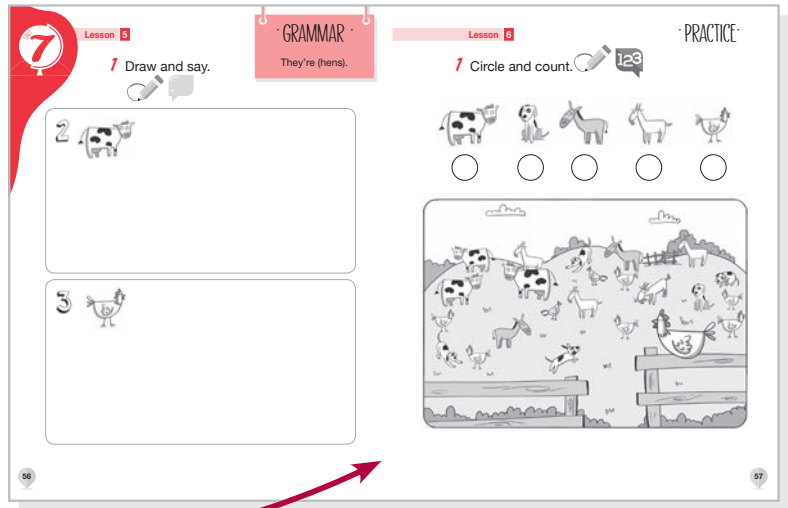 7
Lesson 5
· GRAMMAR ·
They're (hens).
1 Draw and say.
2
3
56
Lesson 6
· PRACTICE ·
1 Circle and count.
123
57